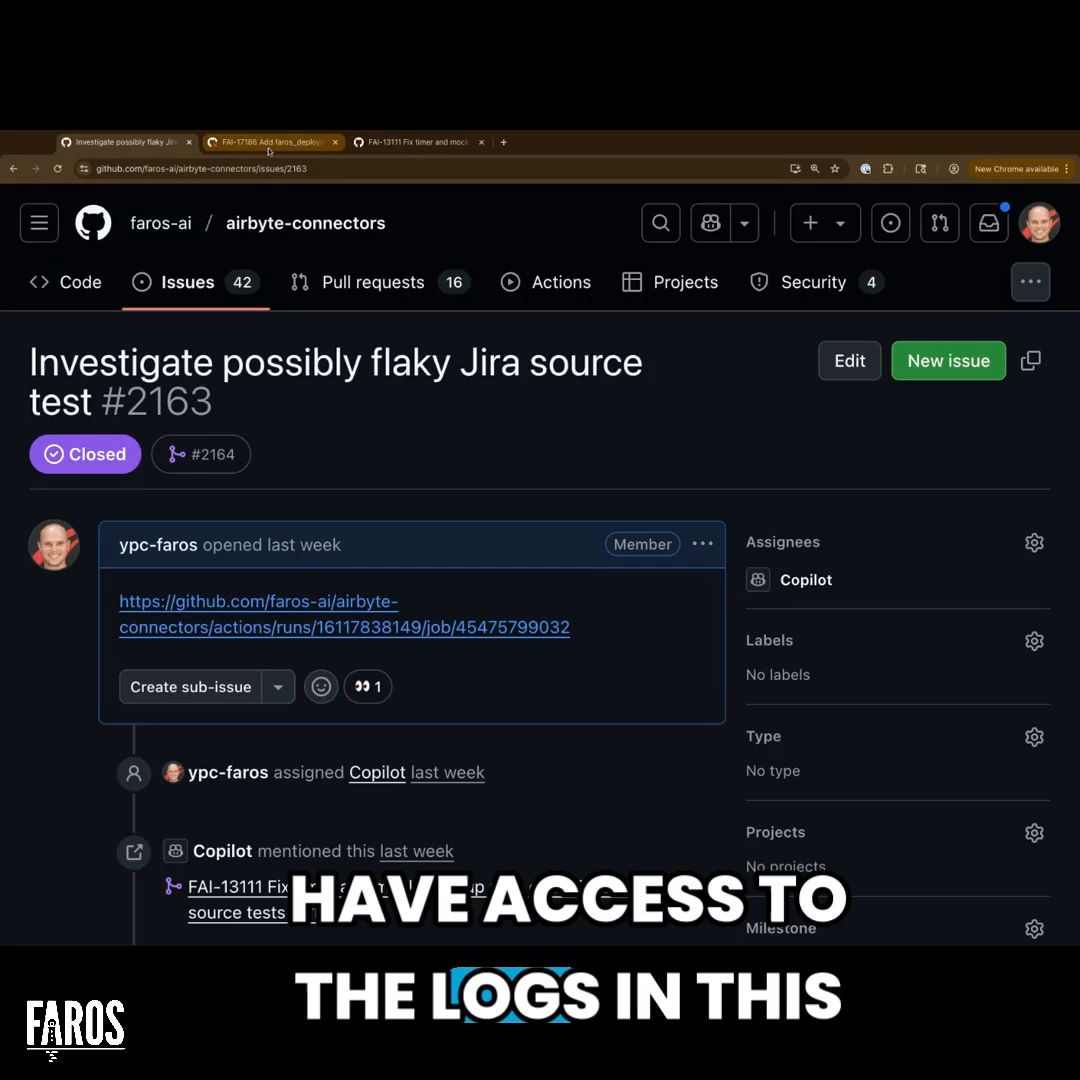 Investigate possibly flaky Jira
FAI-17186 Add faros_deploym
FAI-13111 Fix timer and mock
github.com/faros-ai/airbyte-connectors/issues/2163
New Chrome available
faros-ai / airbyte-connectors
Code
Issues 42
Pull requests 16
Actions
Projects
Security 4
Investigate possibly flaky Jira source
test #2163
Edit
New issue
Closed
#2164
ypc-faros opened last week
Member
https://github.com/faros-ai/airbyte-
connectors/actions/runs/16117838149/job/45475799032
Create sub-issue
1
ypc-faros assigned Copilot last week
Copilot mentioned this last week
FAI-13111 Fix
source tests
Assignees
Copilot
Labels
No labels
Type
No type
Projects
No projects
Milestone
HAVE ACCESS TO
THE LOGS IN THIS
FAROS